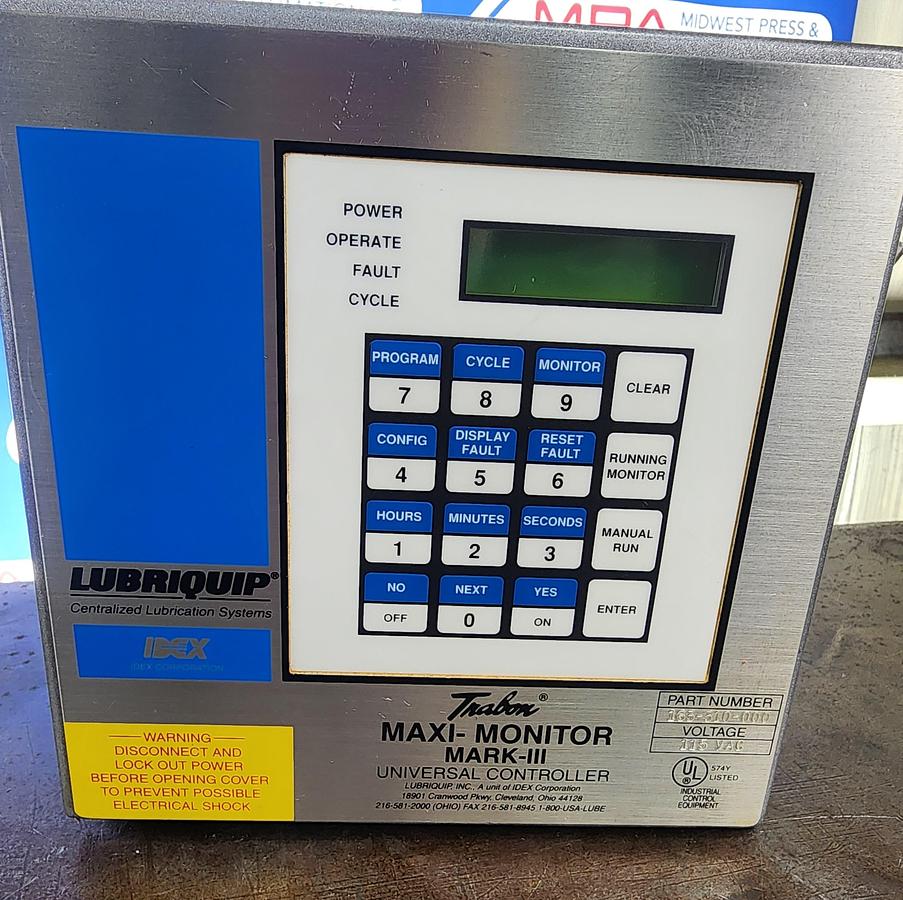 MPA MIDWEST PRESS &
POWER
OPERATE
FAULT
CYCLE
PROGRAM CYCLE MONITOR CLEAR
7 8 9
CONFIG DISPLAY FAULT RESET FAULT RUNNING MONITOR
4 5 6
HOURS MINUTES SECONDS MANUAL RUN
1 2 3
NO NEXT YES ENTER
OFF 0 ON
LUBRIQUIP®
Centralized Lubrication Systems
IDEX
IDEX CORPORATION
WARNING
DISCONNECT AND
LOCK OUT POWER
BEFORE OPENING COVER
TO PREVENT POSSIBLE
ELECTRICAL SHOCK
Trabon®
MAXI-MONITOR
MARK-III
UNIVERSAL CONTROLLER
LUBRIQUIP, INC., A unit of IDEX Corporation
18901 Cranwood Pkwy, Cleveland, Ohio 44128
216-581-2000 (OHIO) FAX 216-581-8945 1-800-USA-LUBE
PART NUMBER
VOLTAGE
115 VAC
UL® 574Y
LISTED
INDUSTRIAL
CONTROL
EQUIPMENT